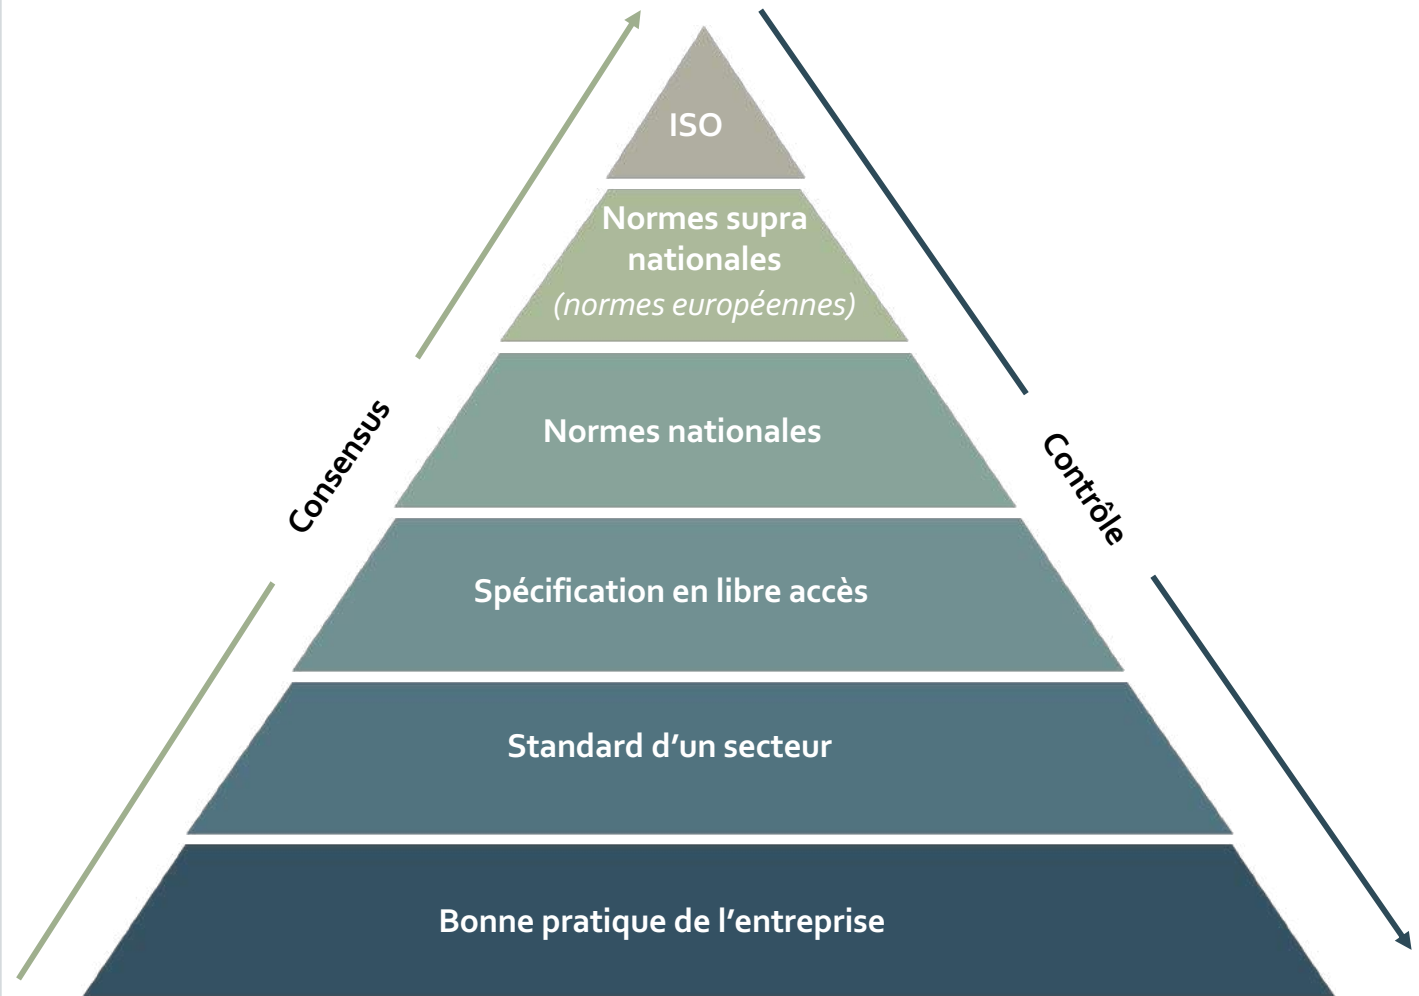 ISO
Normes supra
nationales
(normes européennes)
Normes nationales
Consensus
Contrôle
Spécification en libre accès
Standard d’un secteur
Bonne pratique de l’entreprise